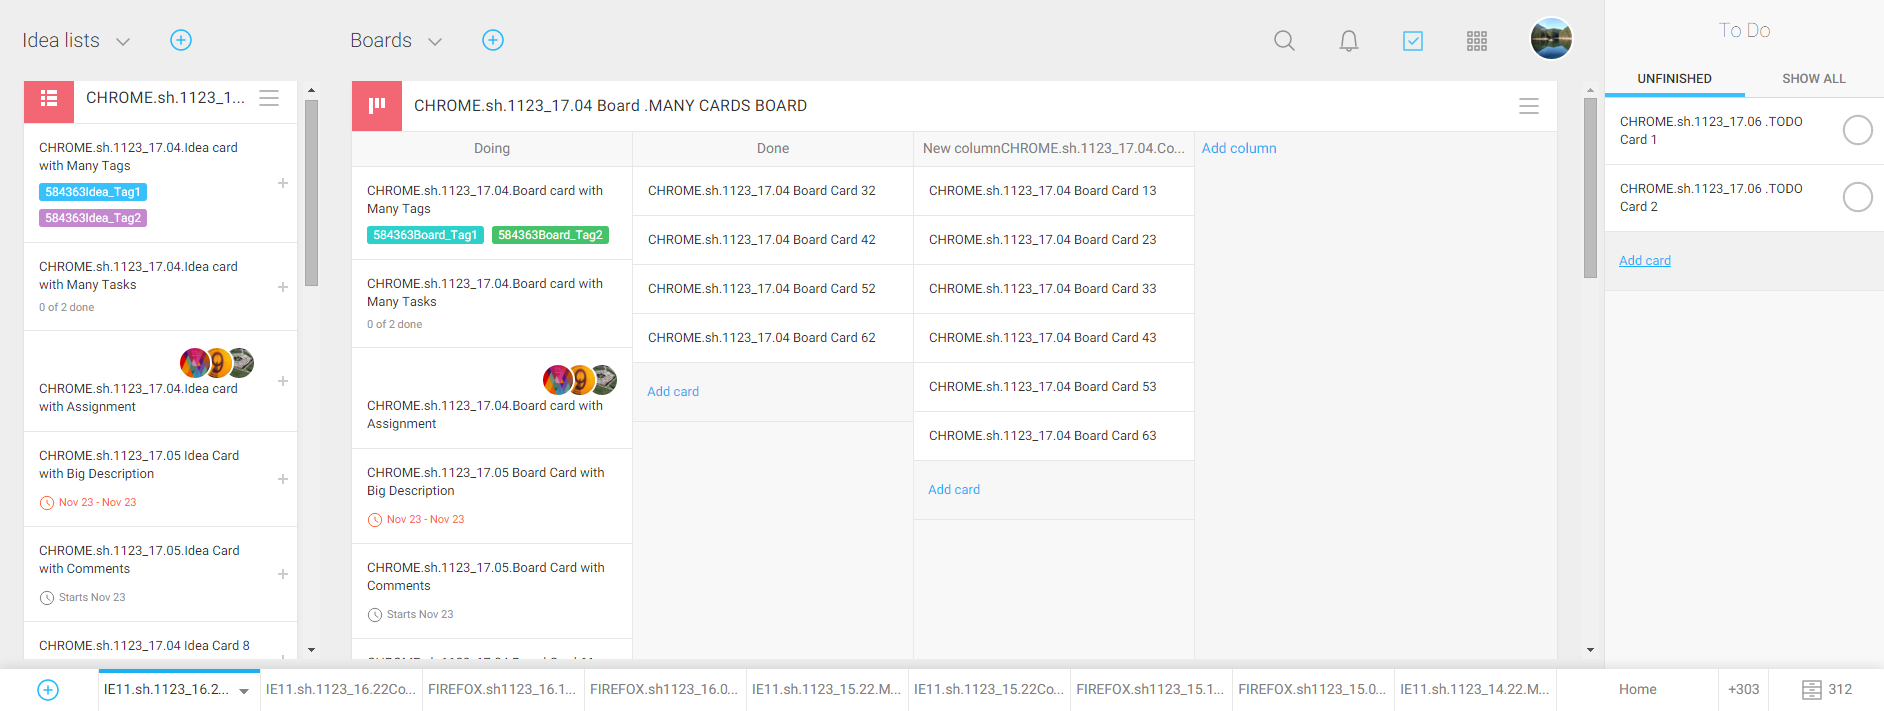 Idea lists
Boards
To Do
UNFINISHED
SHOW ALL
CHROME.sh.1123_1...
CHROME.sh.1123_17.04.Idea card
with Many Tags
584363Idea_Tag1
584363Idea_Tag2
CHROME.sh.1123_17.04.Idea card
with Many Tasks
0 of 2 done
CHROME.sh.1123_17.04.Idea card
with Assignment
CHROME.sh.1123_17.05 Idea Card
with Big Description
Nov 23 - Nov 23
CHROME.sh.1123_17.05.Idea Card
with Comments
Starts Nov 23
CHROME.sh.1123_17.04 Idea Card 8
CHROME.sh.1123_17.04 Board .MANY CARDS BOARD
Doing
CHROME.sh.1123_17.04.Board card with
Many Tags
584363Board_Tag1 584363Board_Tag2
CHROME.sh.1123_17.04.Board card with
Many Tasks
0 of 2 done
CHROME.sh.1123_17.04.Board card with
Assignment
CHROME.sh.1123_17.05 Board Card with
Big Description
Nov 23 - Nov 23
CHROME.sh.1123_17.05.Board Card with
Comments
Starts Nov 23
Done
CHROME.sh.1123_17.04 Board Card 32
CHROME.sh.1123_17.04 Board Card 42
CHROME.sh.1123_17.04 Board Card 52
CHROME.sh.1123_17.04 Board Card 62
Add card
New columnCHROME.sh.1123_17.04.Co...
CHROME.sh.1123_17.04 Board Card 13
CHROME.sh.1123_17.04 Board Card 23
CHROME.sh.1123_17.04 Board Card 33
CHROME.sh.1123_17.04 Board Card 43
CHROME.sh.1123_17.04 Board Card 53
CHROME.sh.1123_17.04 Board Card 63
Add card
Add column
CHROME.sh.1123_17.06 .TODO
Card 1
CHROME.sh.1123_17.06 .TODO
Card 2
Add card
IE11.sh.1123_16.2...
IE11.sh.1123_16.22Co...
FIREFOX.sh1123_16.1...
FIREFOX.sh1123_16.0...
IE11.sh.1123_15.22.M...
IE11.sh.1123_15.22Co...
FIREFOX.sh1123_15.1...
FIREFOX.sh1123_15.0...
IE11.sh.1123_14.22.M...
Home
+303
312